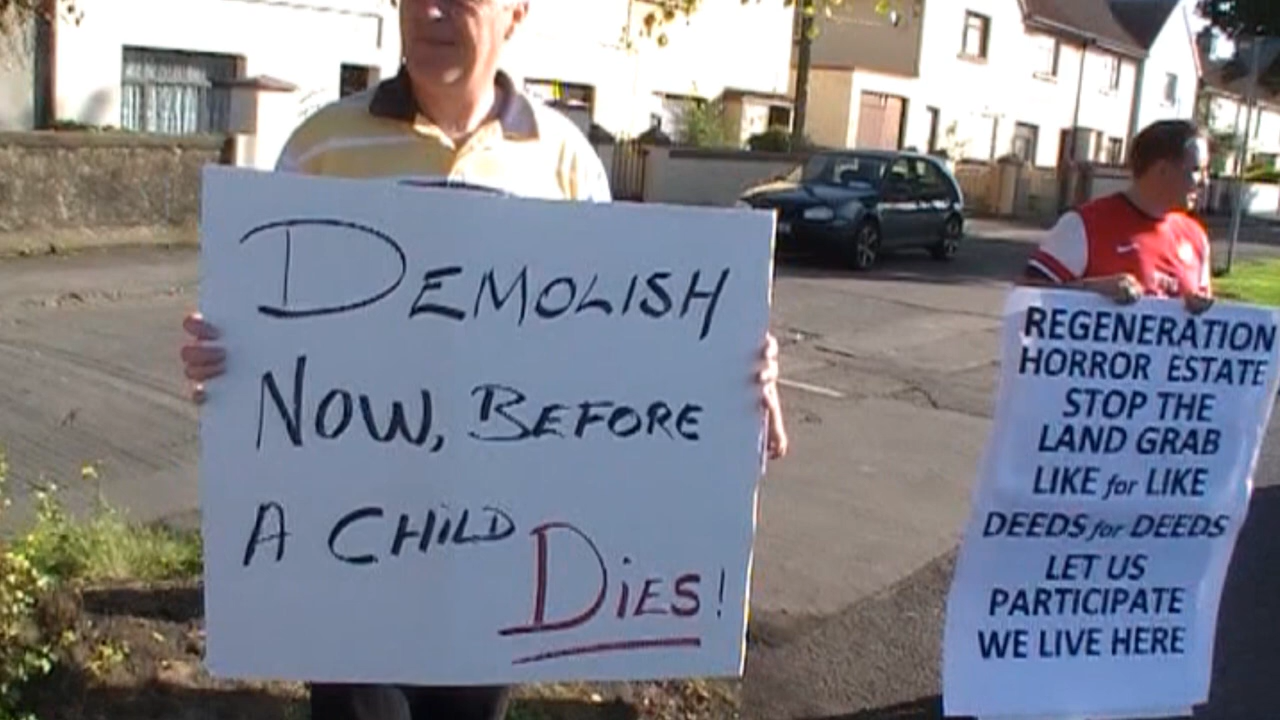 DEMOLISH
NOW, BEFORE
A CHILD DIES!
REGENERATION
HORROR ESTATE
STOP THE
LAND GRAB
LIKE for LIKE
DEEDS for DEEDS
LET US
PARTICIPATE
WE LIVE HERE